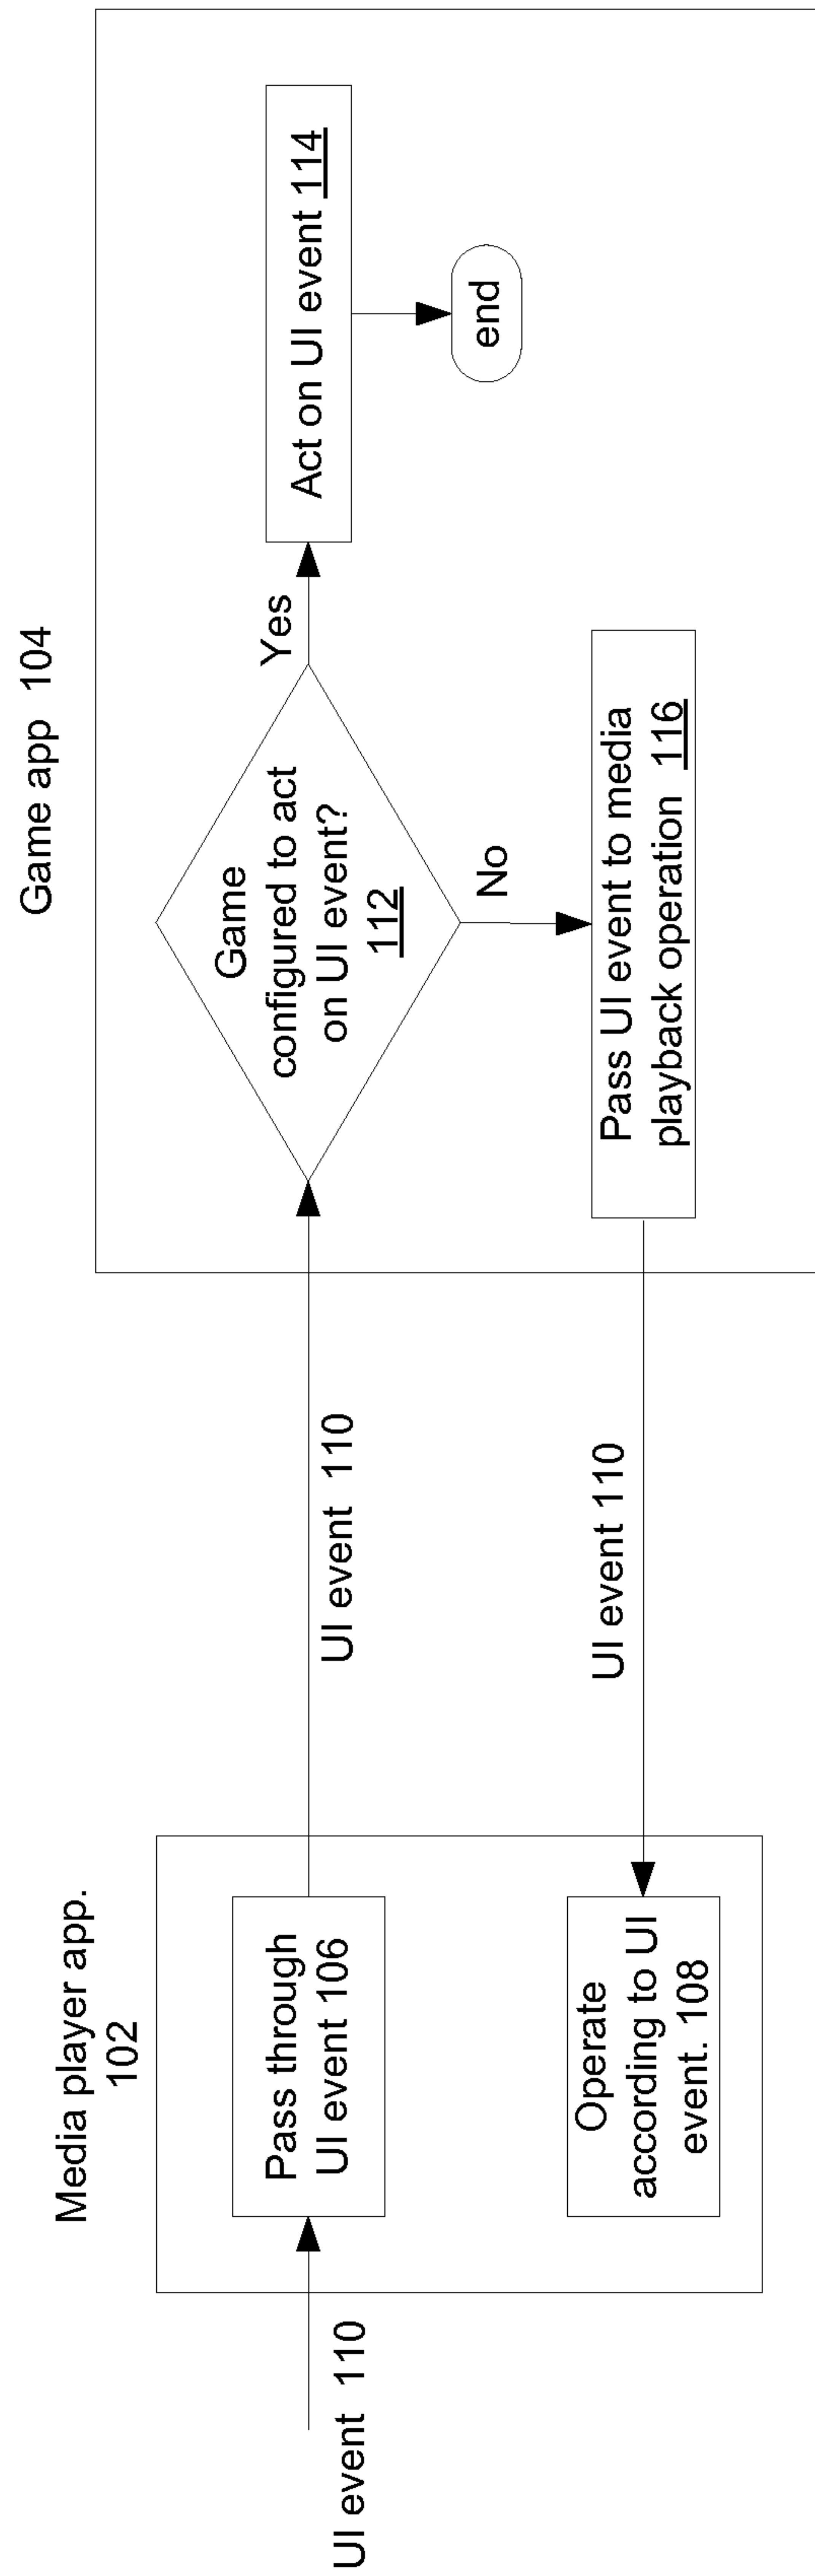 Game app 104
Media player app.
102
UI event 110
Pass through
UI event 106
UI event 110
Game
configured to act
on UI event?
112
Yes
Act on UI event 114
end
No
Pass UI event to media
playback operation 116
UI event 110
Operate
according to UI
event. 108